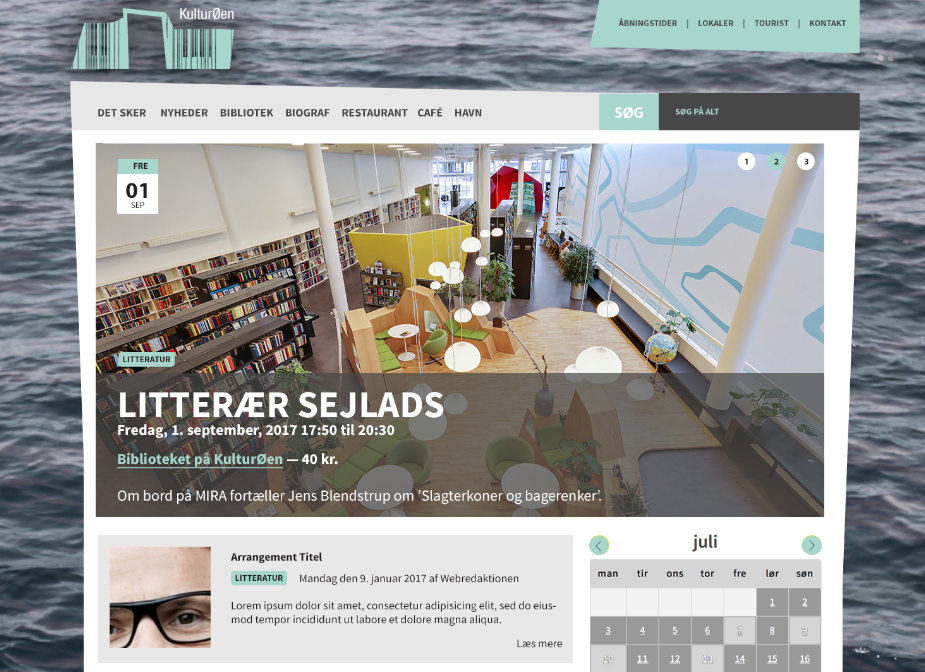 KulturØen
ÅBNINGSTIDER | LOKALER | TOURIST | KONTAKT
DET SKER NYHEDER BIBLIOTEK BIOGRAF RESTAURANT CAFÉ HAVN
SØG
SØG PÅ ALT
FRE
01
SEP
1 2 3
LITTERATUR
LITTERÆR SEJLADS
Fredag, 1. september, 2017 17:50 til 20:30
Biblioteket på KulturØen — 40 kr.
Om bord på MIRA fortæller Jens Blendstrup om ’Slagterkoner og bagerenker’.
Arrangement Titel
LITTERATUR Mandag den 9. januar 2017 af Webredaktionen
Lorem ipsum dolor sit amet, consectetur adipisicing elit, sed do eius-
mod tempor incididunt ut labore et dolore magna aliqua.
Læs mere
juli
man tir ons tor fre lør søn
1 2
3 4 5 6 7 8 9
10 11 12 13 14 15 16